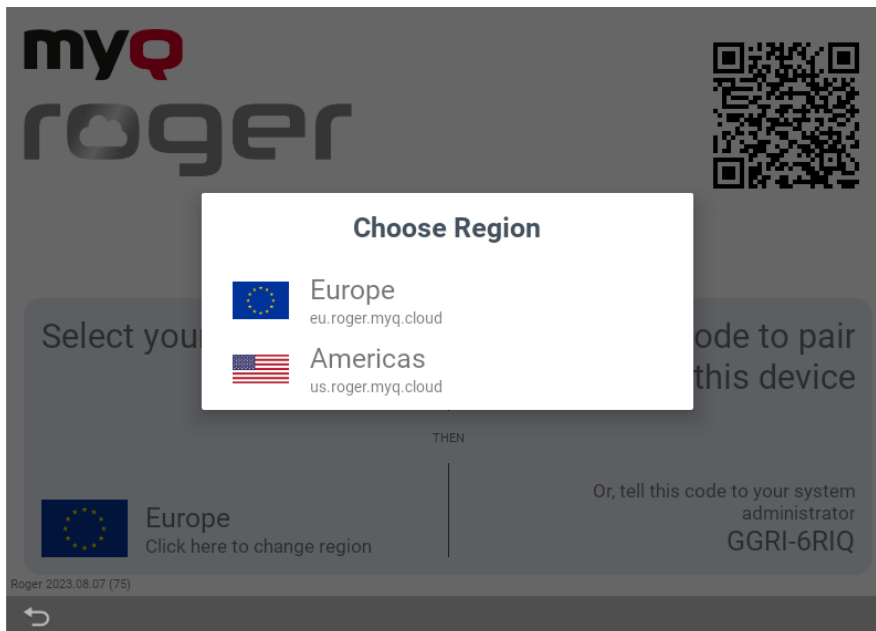 myQ
roger
Choose Region
Europe
eu.roger.myq.cloud
Americas
us.roger.myq.cloud
Select you
ode to pair
this device
THEN
Europe
Click here to change region
Or, tell this code to your system
administrator
GGRI-6RIQ
Roger 2023.08.07 (75)